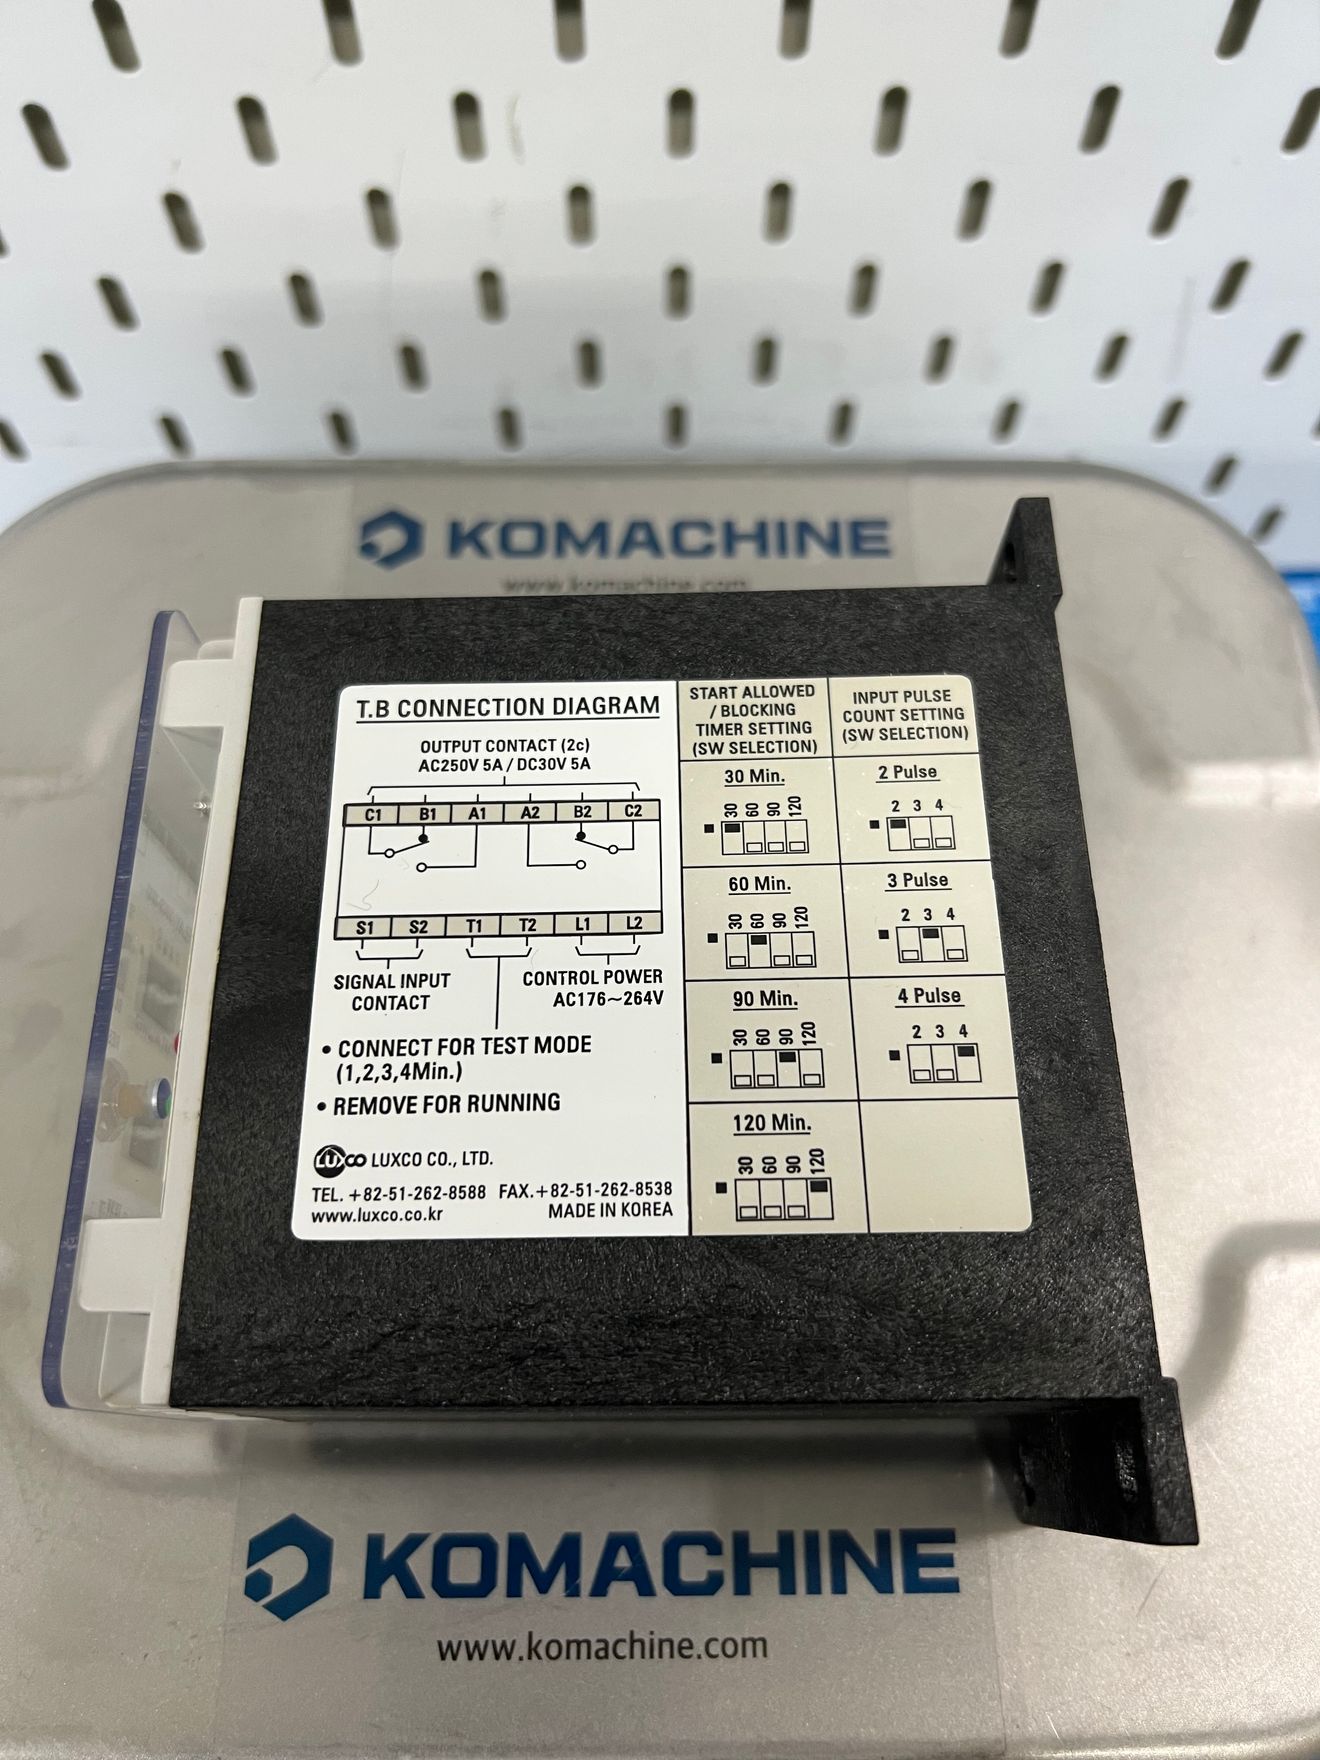 KOMACHINE
www.komachine.com
T.B CONNECTION DIAGRAM
OUTPUT CONTACT (2c)
AC250V 5A / DC30V 5A
C1 B1 A1 A2 B2 C2
S1 S2 T1 T2 L1 L2
SIGNAL INPUT
CONTACT
CONTROL POWER
AC176~264V
• CONNECT FOR TEST MODE
(1,2,3,4Min.)
• REMOVE FOR RUNNING
LUXCO LUXCO CO., LTD.
TEL. +82-51-262-8588 FAX.+82-51-262-8538
www.luxco.co.kr MADE IN KOREA
START ALLOWED
/ BLOCKING
TIMER SETTING
(SW SELECTION)
30 Min.
30 60 90 120
60 Min.
30 60 90 120
90 Min.
30 60 90 120
120 Min.
30 60 90 120
INPUT PULSE
COUNT SETTING
(SW SELECTION)
2 Pulse
2 3 4
3 Pulse
2 3 4
4 Pulse
2 3 4
KOMACHINE
www.komachine.com